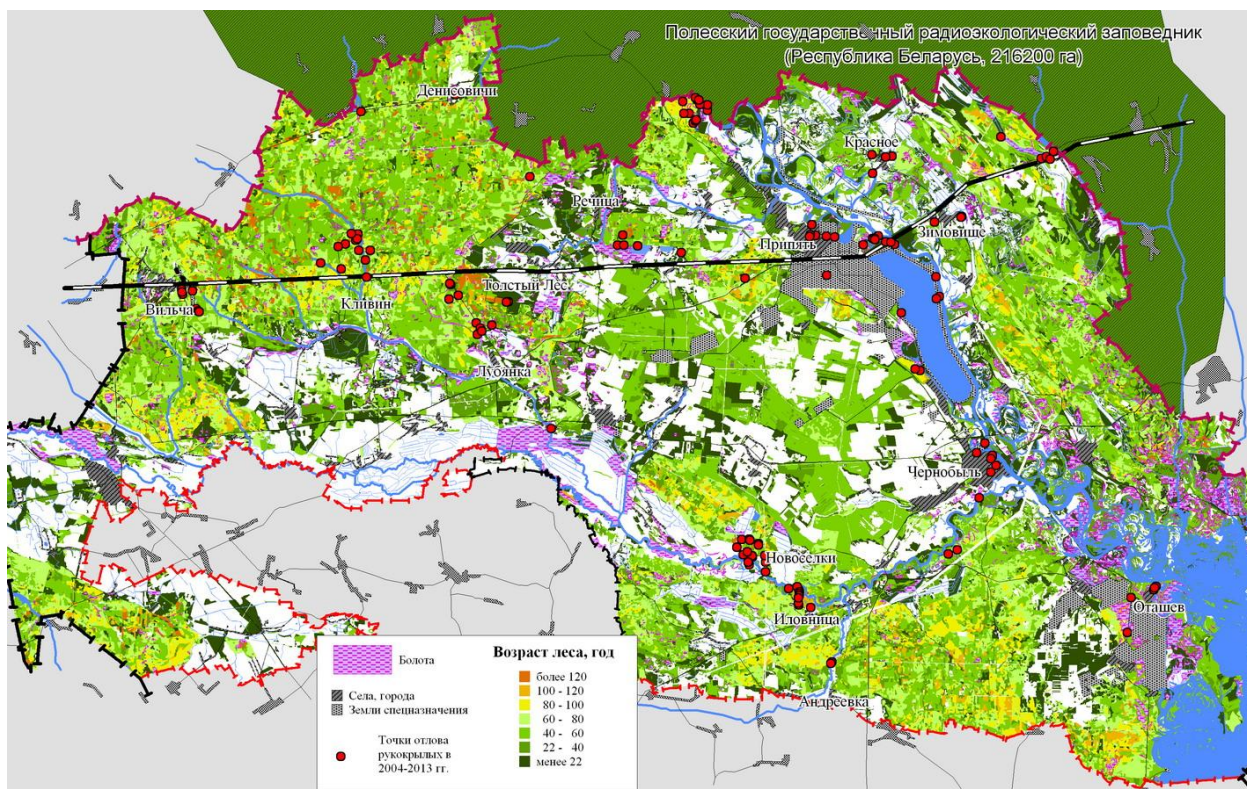 Полесский государственный радиоэкологический заповедник
(Республика Беларусь, 216200 га)
Денисовичи
Красное
Речица
Зимовище
Припять
Толстый Лес
Кливин
Вильча
Лубянка
Чернобыль
Новоселки
Оташев
Иловница
Андреевка
Болота
Села, города
Земли спецназначения
Точки отлова
рукокрылых в
2004-2013 гг.
Возраст леса, год
более 120
100 - 120
80 - 100
60 - 80
40 - 60
22 - 40
менее 22